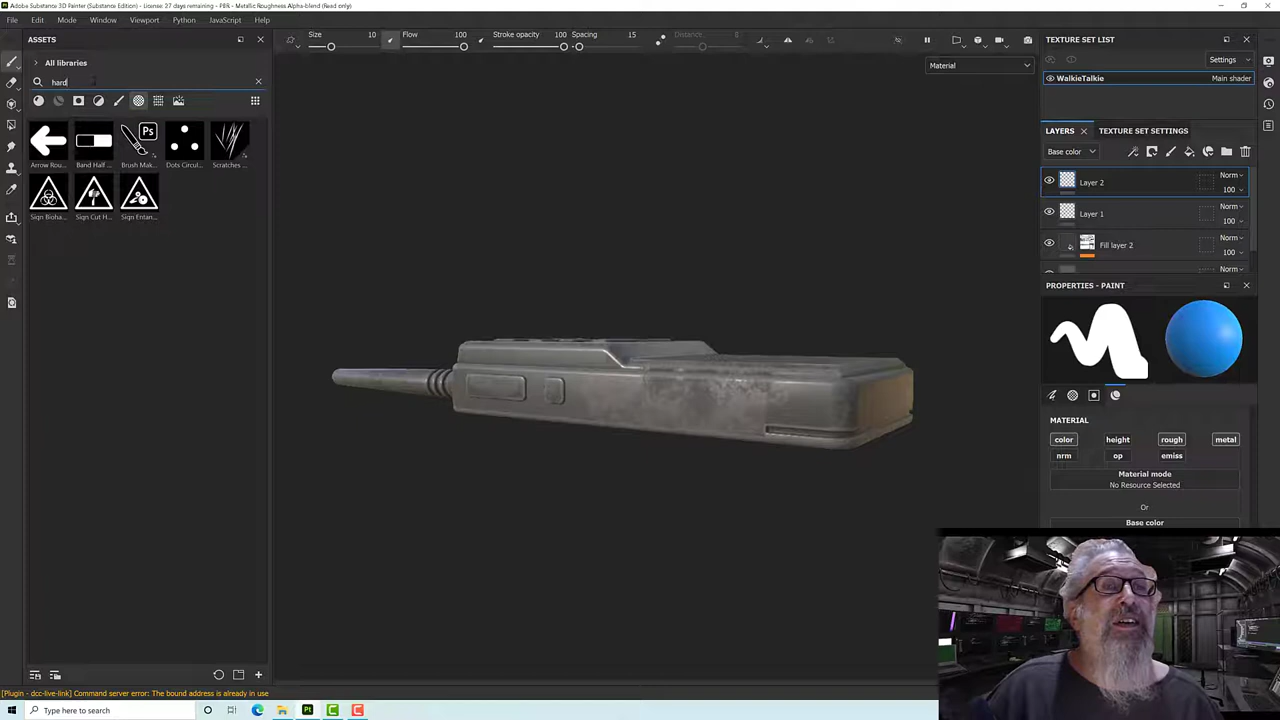 Adobe Substance 3D Painter (Substance Edition) - License: 27 days remaining - PBR - Metallic Roughness Alpha-blend (Read only)
File Edit Mode Window Viewport Python JavaScript Help
ASSETS
Size 10 Flow 100 Stroke opacity 100 Spacing 15 Distance... 8
TEXTURE SET LIST
All libraries
Settings
Material
hard
WalkieTalkie Main shader
LAYERS TEXTURE SET SETTINGS
Base color
Arrow Rou... Band Half ... Brush Mak... Dots Circul... Scratches ...
Ps
Layer 2 Norm 100
Sign Bioha... Sign Cut H... Sign Entan...
Layer 1 Norm 100
Fill layer 2 Norm 100
PROPERTIES - PAINT
MATERIAL
color height rough metal
nrm op emiss
Material mode
No Resource Selected
Or
Base color
[Plugin - dcc-live-link] Command server error: The bound address is already in use
Type here to search
Pt C C